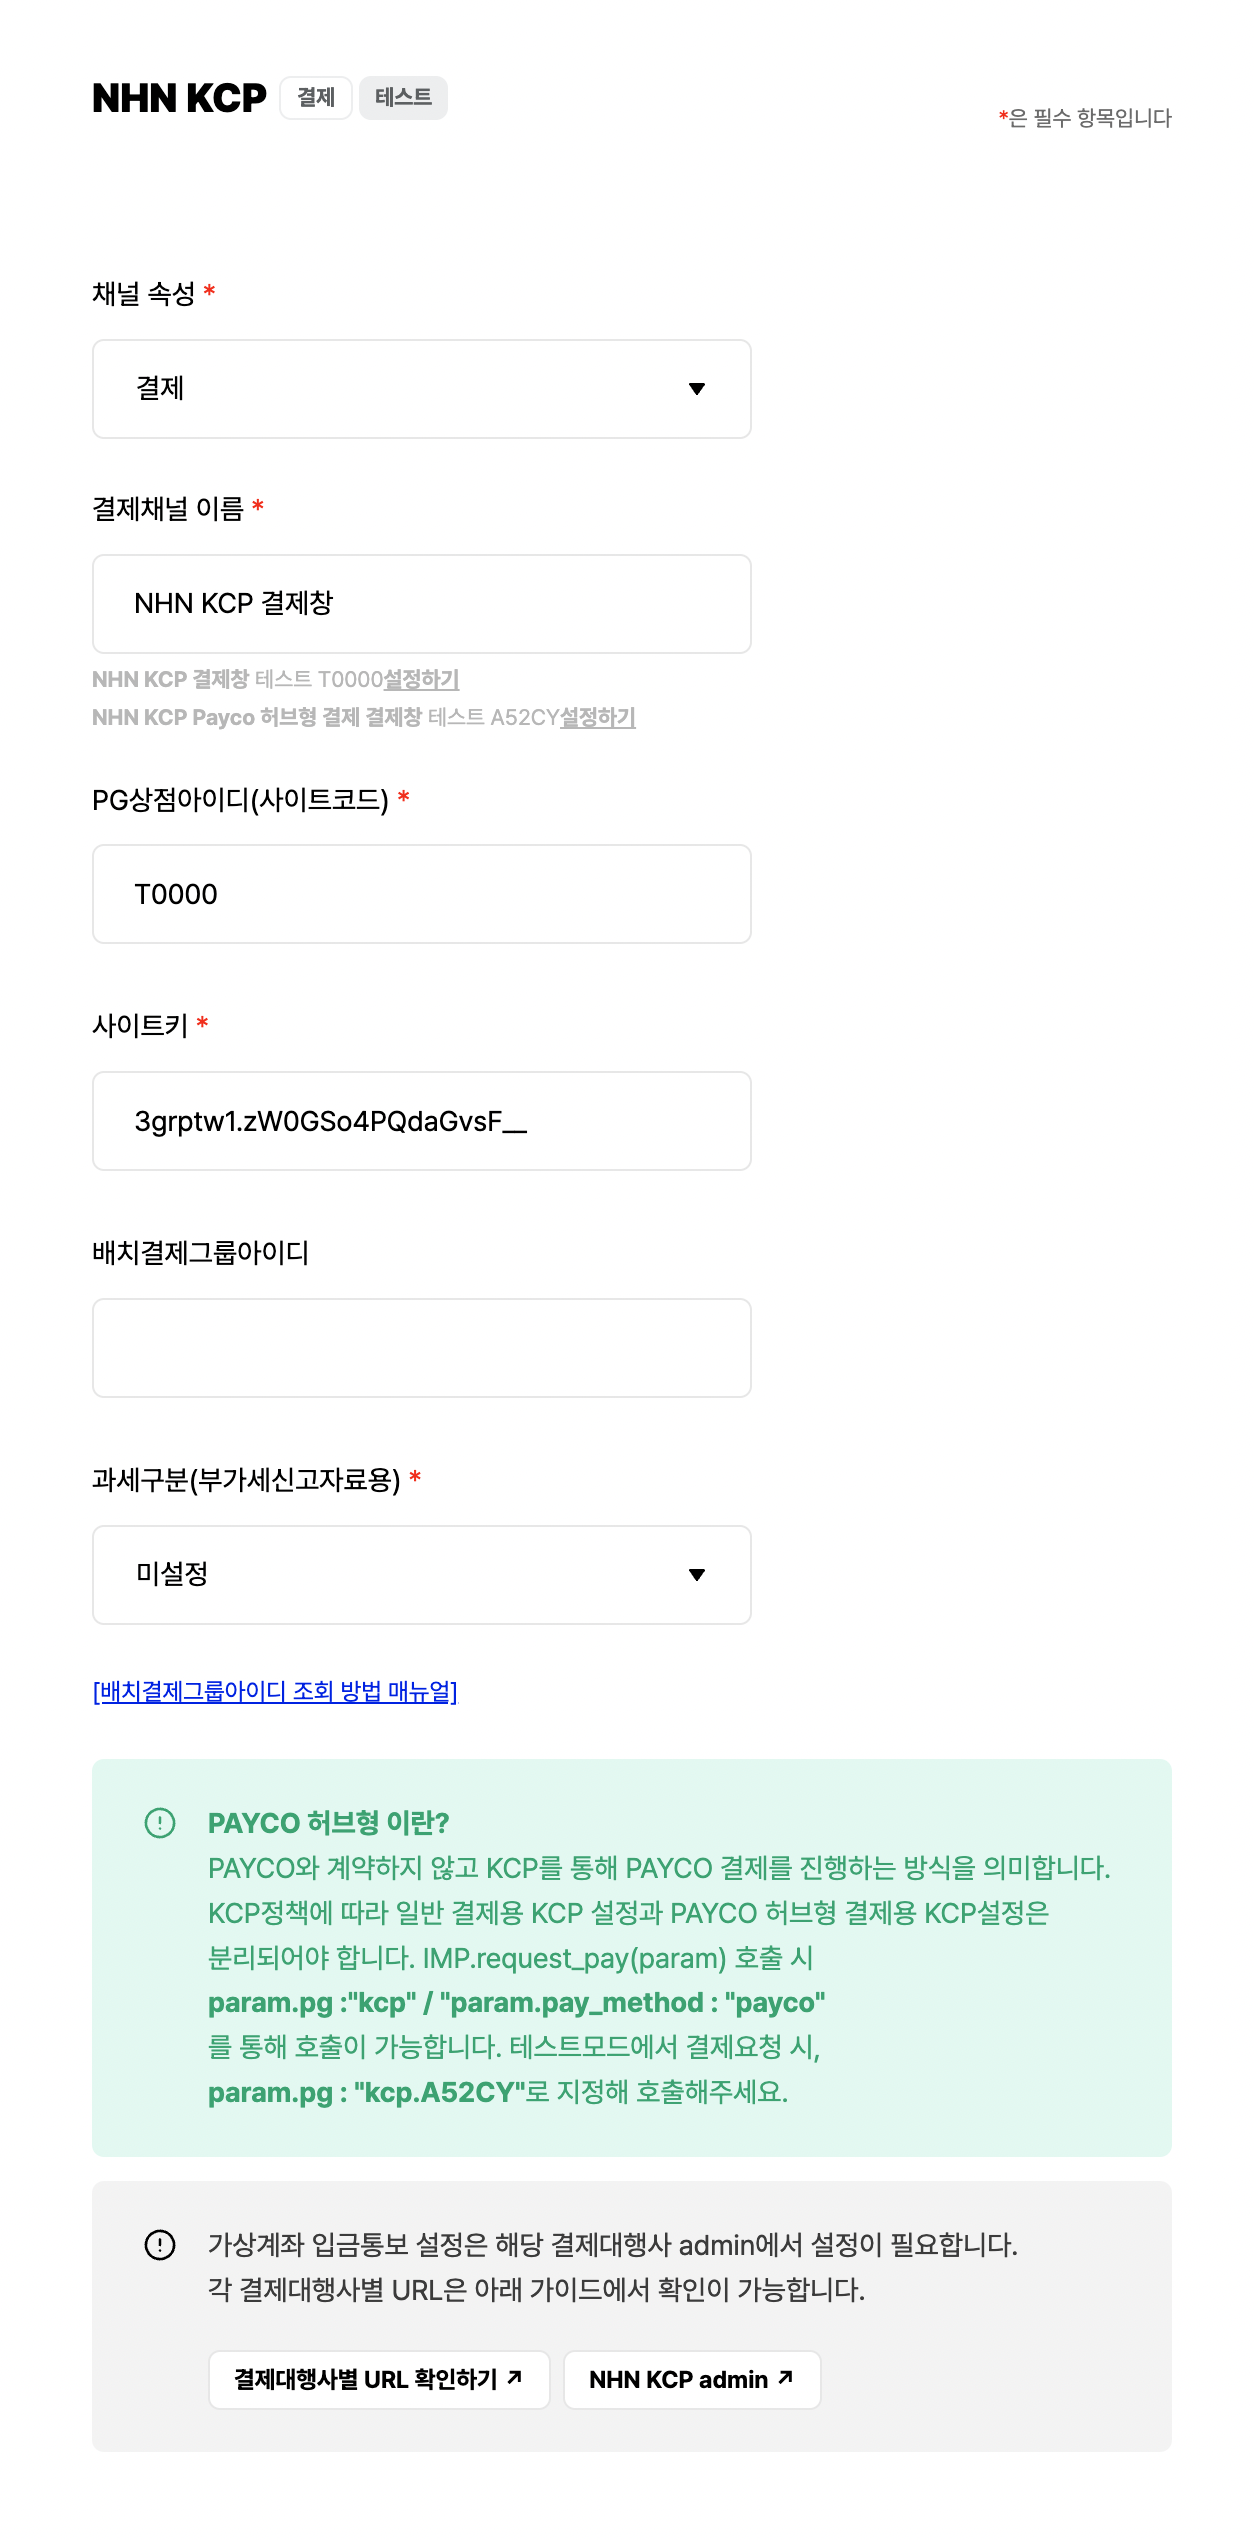 NHN KCP 결제 테스트
*은 필수 항목입니다
채널 속성 *
결제
결제채널 이름 *
NHN KCP 결제창
NHN KCP 결제창 테스트 T0000설정하기
NHN KCP Payco 허브형 결제 결제창 테스트 A52CY설정하기
PG상점아이디(사이트코드) *
T0000
사이트키 *
3grptw1.zW0GSo4PQdaGvsF__
배치결제그룹아이디
과세구분(부가세신고자료용) *
미설정
[배치결제그룹아이디 조회 방법 매뉴얼]
PAYCO 허브형 이란?
PAYCO와 계약하지 않고 KCP를 통해 PAYCO 결제를 진행하는 방식을 의미합니다.
KCP정책에 따라 일반 결제용 KCP 설정과 PAYCO 허브형 결제용 KCP설정은
분리되어야 합니다. IMP.request_pay(param) 호출 시
param.pg :"kcp" / "param.pay_method : "payco"
를 통해 호출이 가능합니다. 테스트모드에서 결제요청 시,
param.pg : "kcp.A52CY"로 지정해 호출해주세요.
가상계좌 입금통보 설정은 해당 결제대행사 admin에서 설정이 필요합니다.
각 결제대행사별 URL은 아래 가이드에서 확인이 가능합니다.
결제대행사별 URL 확인하기 ↗ NHN KCP admin ↗